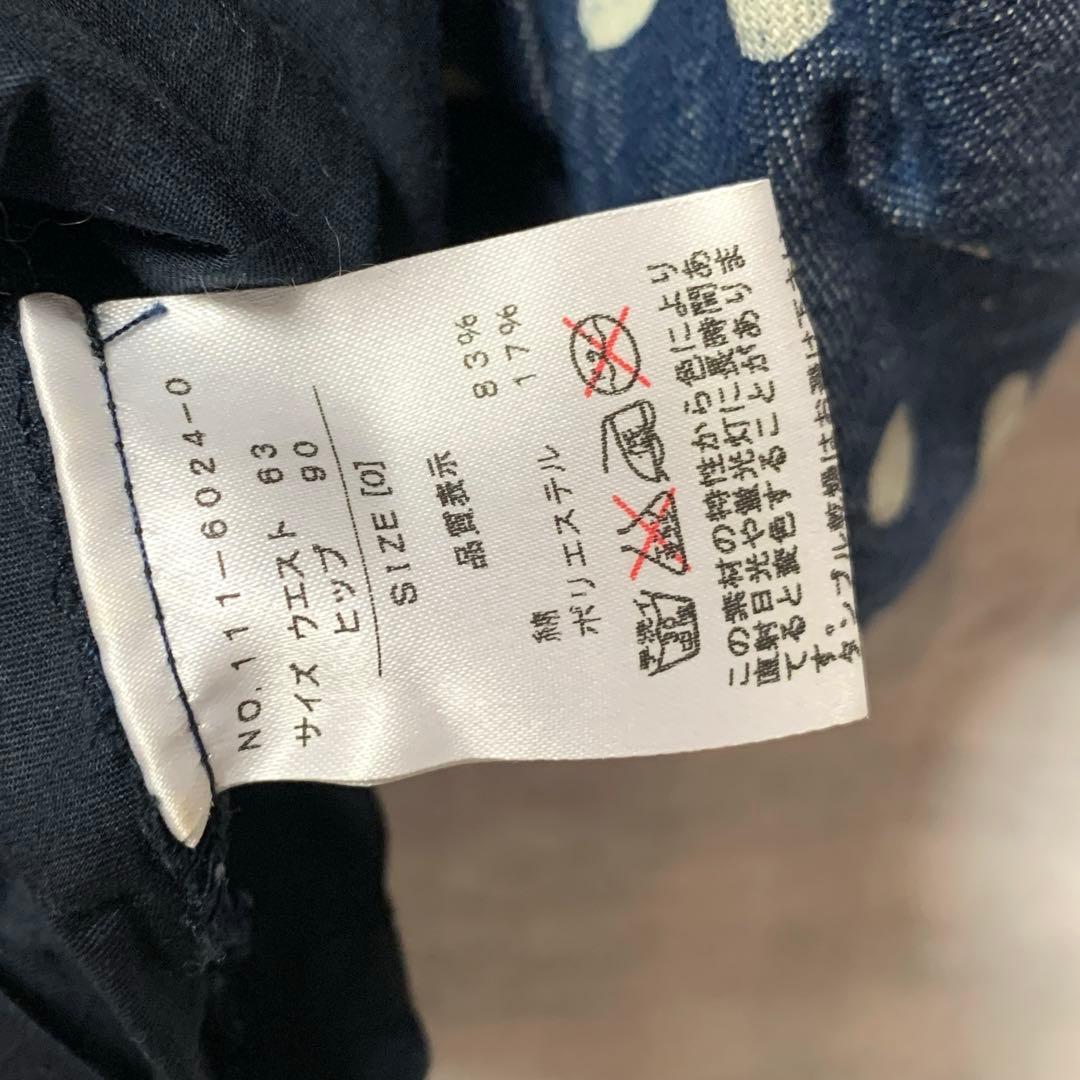 NO.111-6024-0
サイズ ウエスト 63
ヒップ 90
SIZE [0]
品質表示
綿 83%
ポリエステル 17%
この素材の特性から色により
直射日光や蛍光灯に長時間あ
てると変色することがありま
す